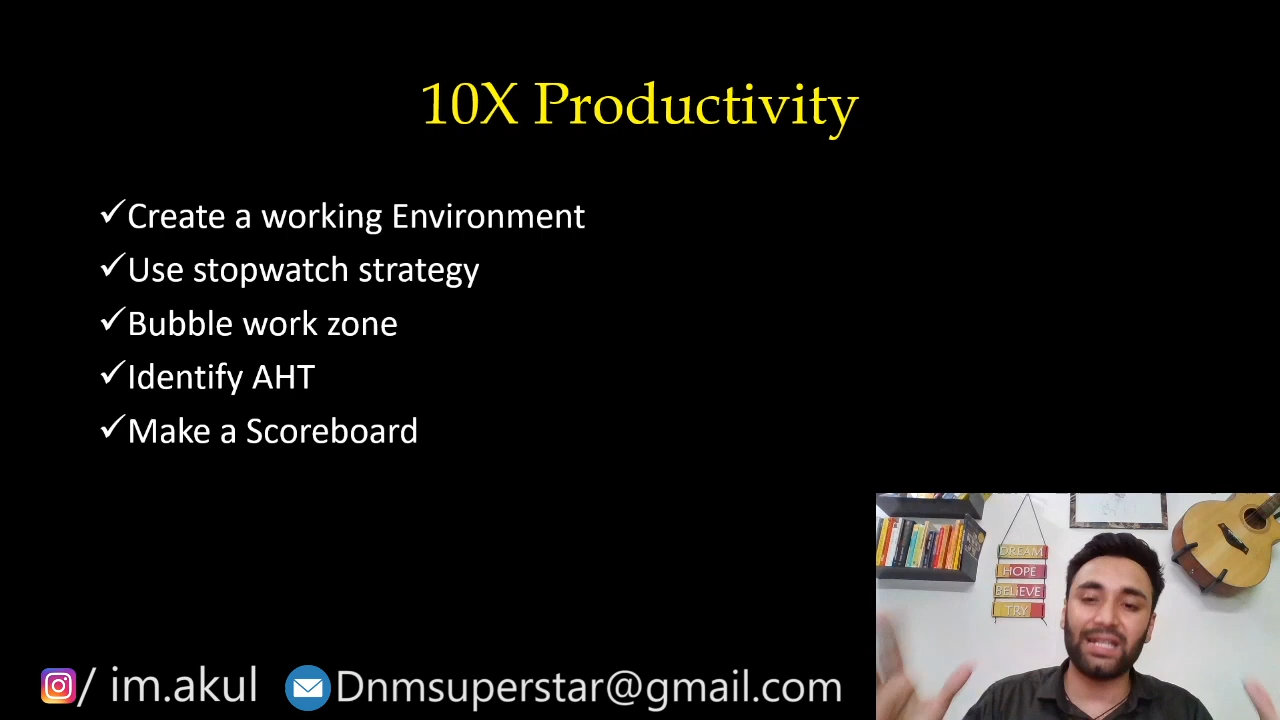 10X Productivity
✓Create a working Environment
✓Use stopwatch strategy
✓Bubble work zone
✓Identify AHT
✓Make a Scoreboard
DREAM
HOPE
BELIEVE
TRY
/ im.akul Dnmsuperstar@gmail.com